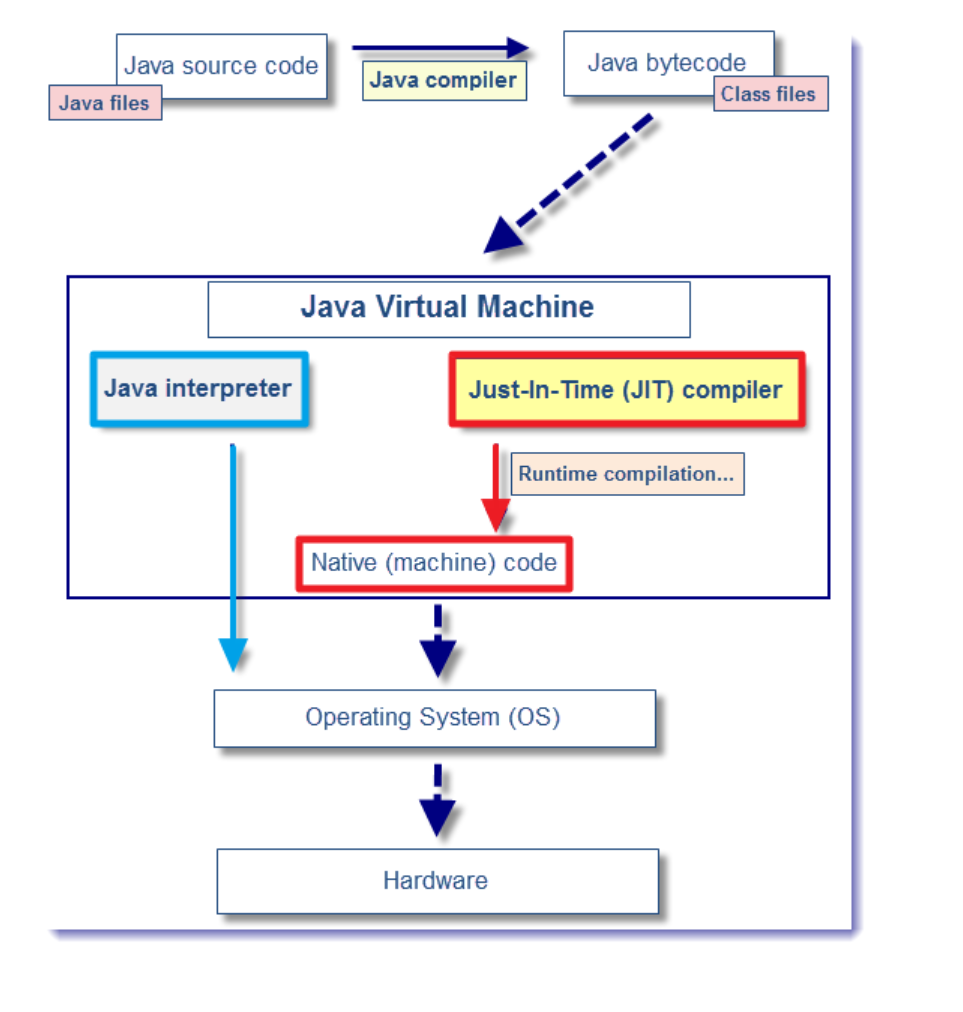 Java source code
Java files
Java compiler
Java bytecode
Class files
Java Virtual Machine
Java interpreter
Just-In-Time (JIT) compiler
Runtime compilation...
Native (machine) code
Operating System (OS)
Hardware